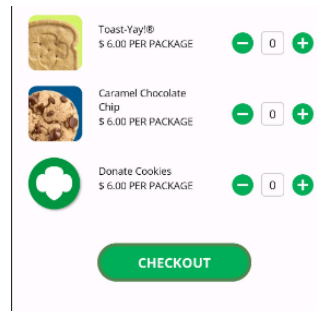 Toast-Yay!®
$ 6.00 PER PACKAGE
0
Caramel Chocolate
Chip
$ 6.00 PER PACKAGE
0
Donate Cookies
$ 6.00 PER PACKAGE
0
CHECKOUT